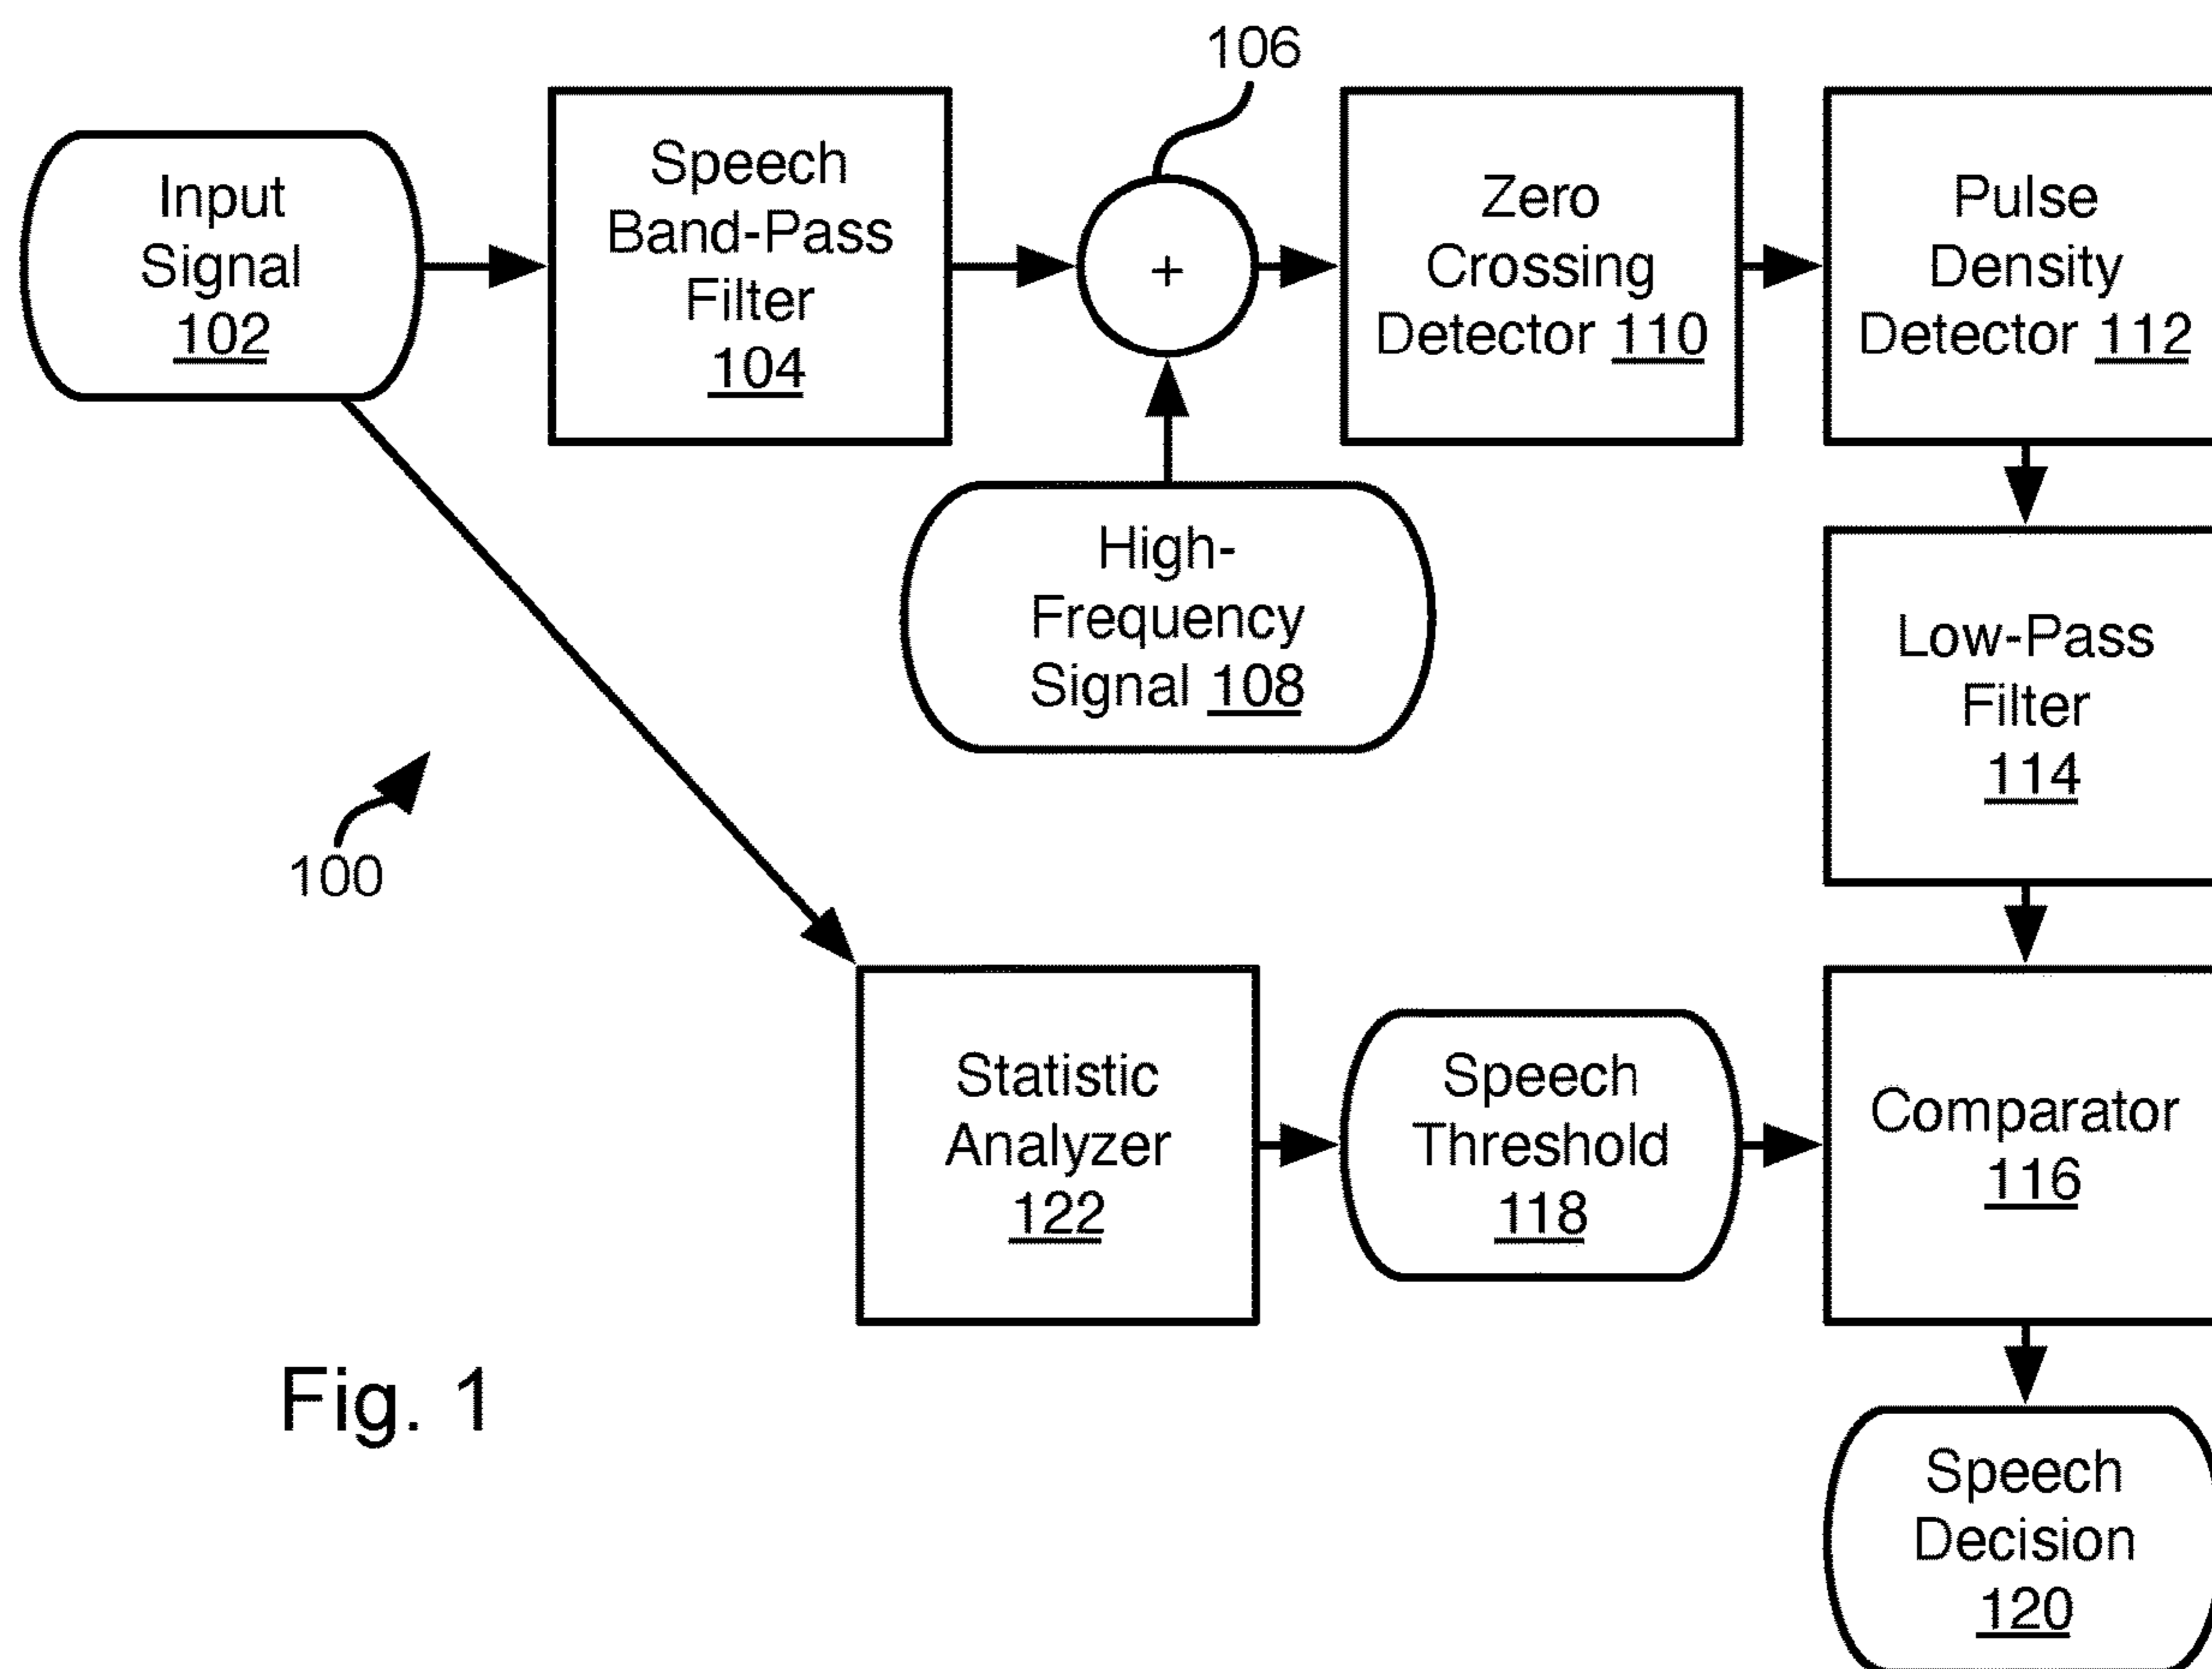 106
Input
Signal
102
Speech
Band-Pass
Filter
104
+
Zero
Crossing
Detector 110
Pulse
Density
Detector 112
High-
Frequency
Signal 108
Low-Pass
Filter
114
100
Statistic
Analyzer
122
Speech
Threshold
118
Comparator
116
Fig. 1
Speech
Decision
120